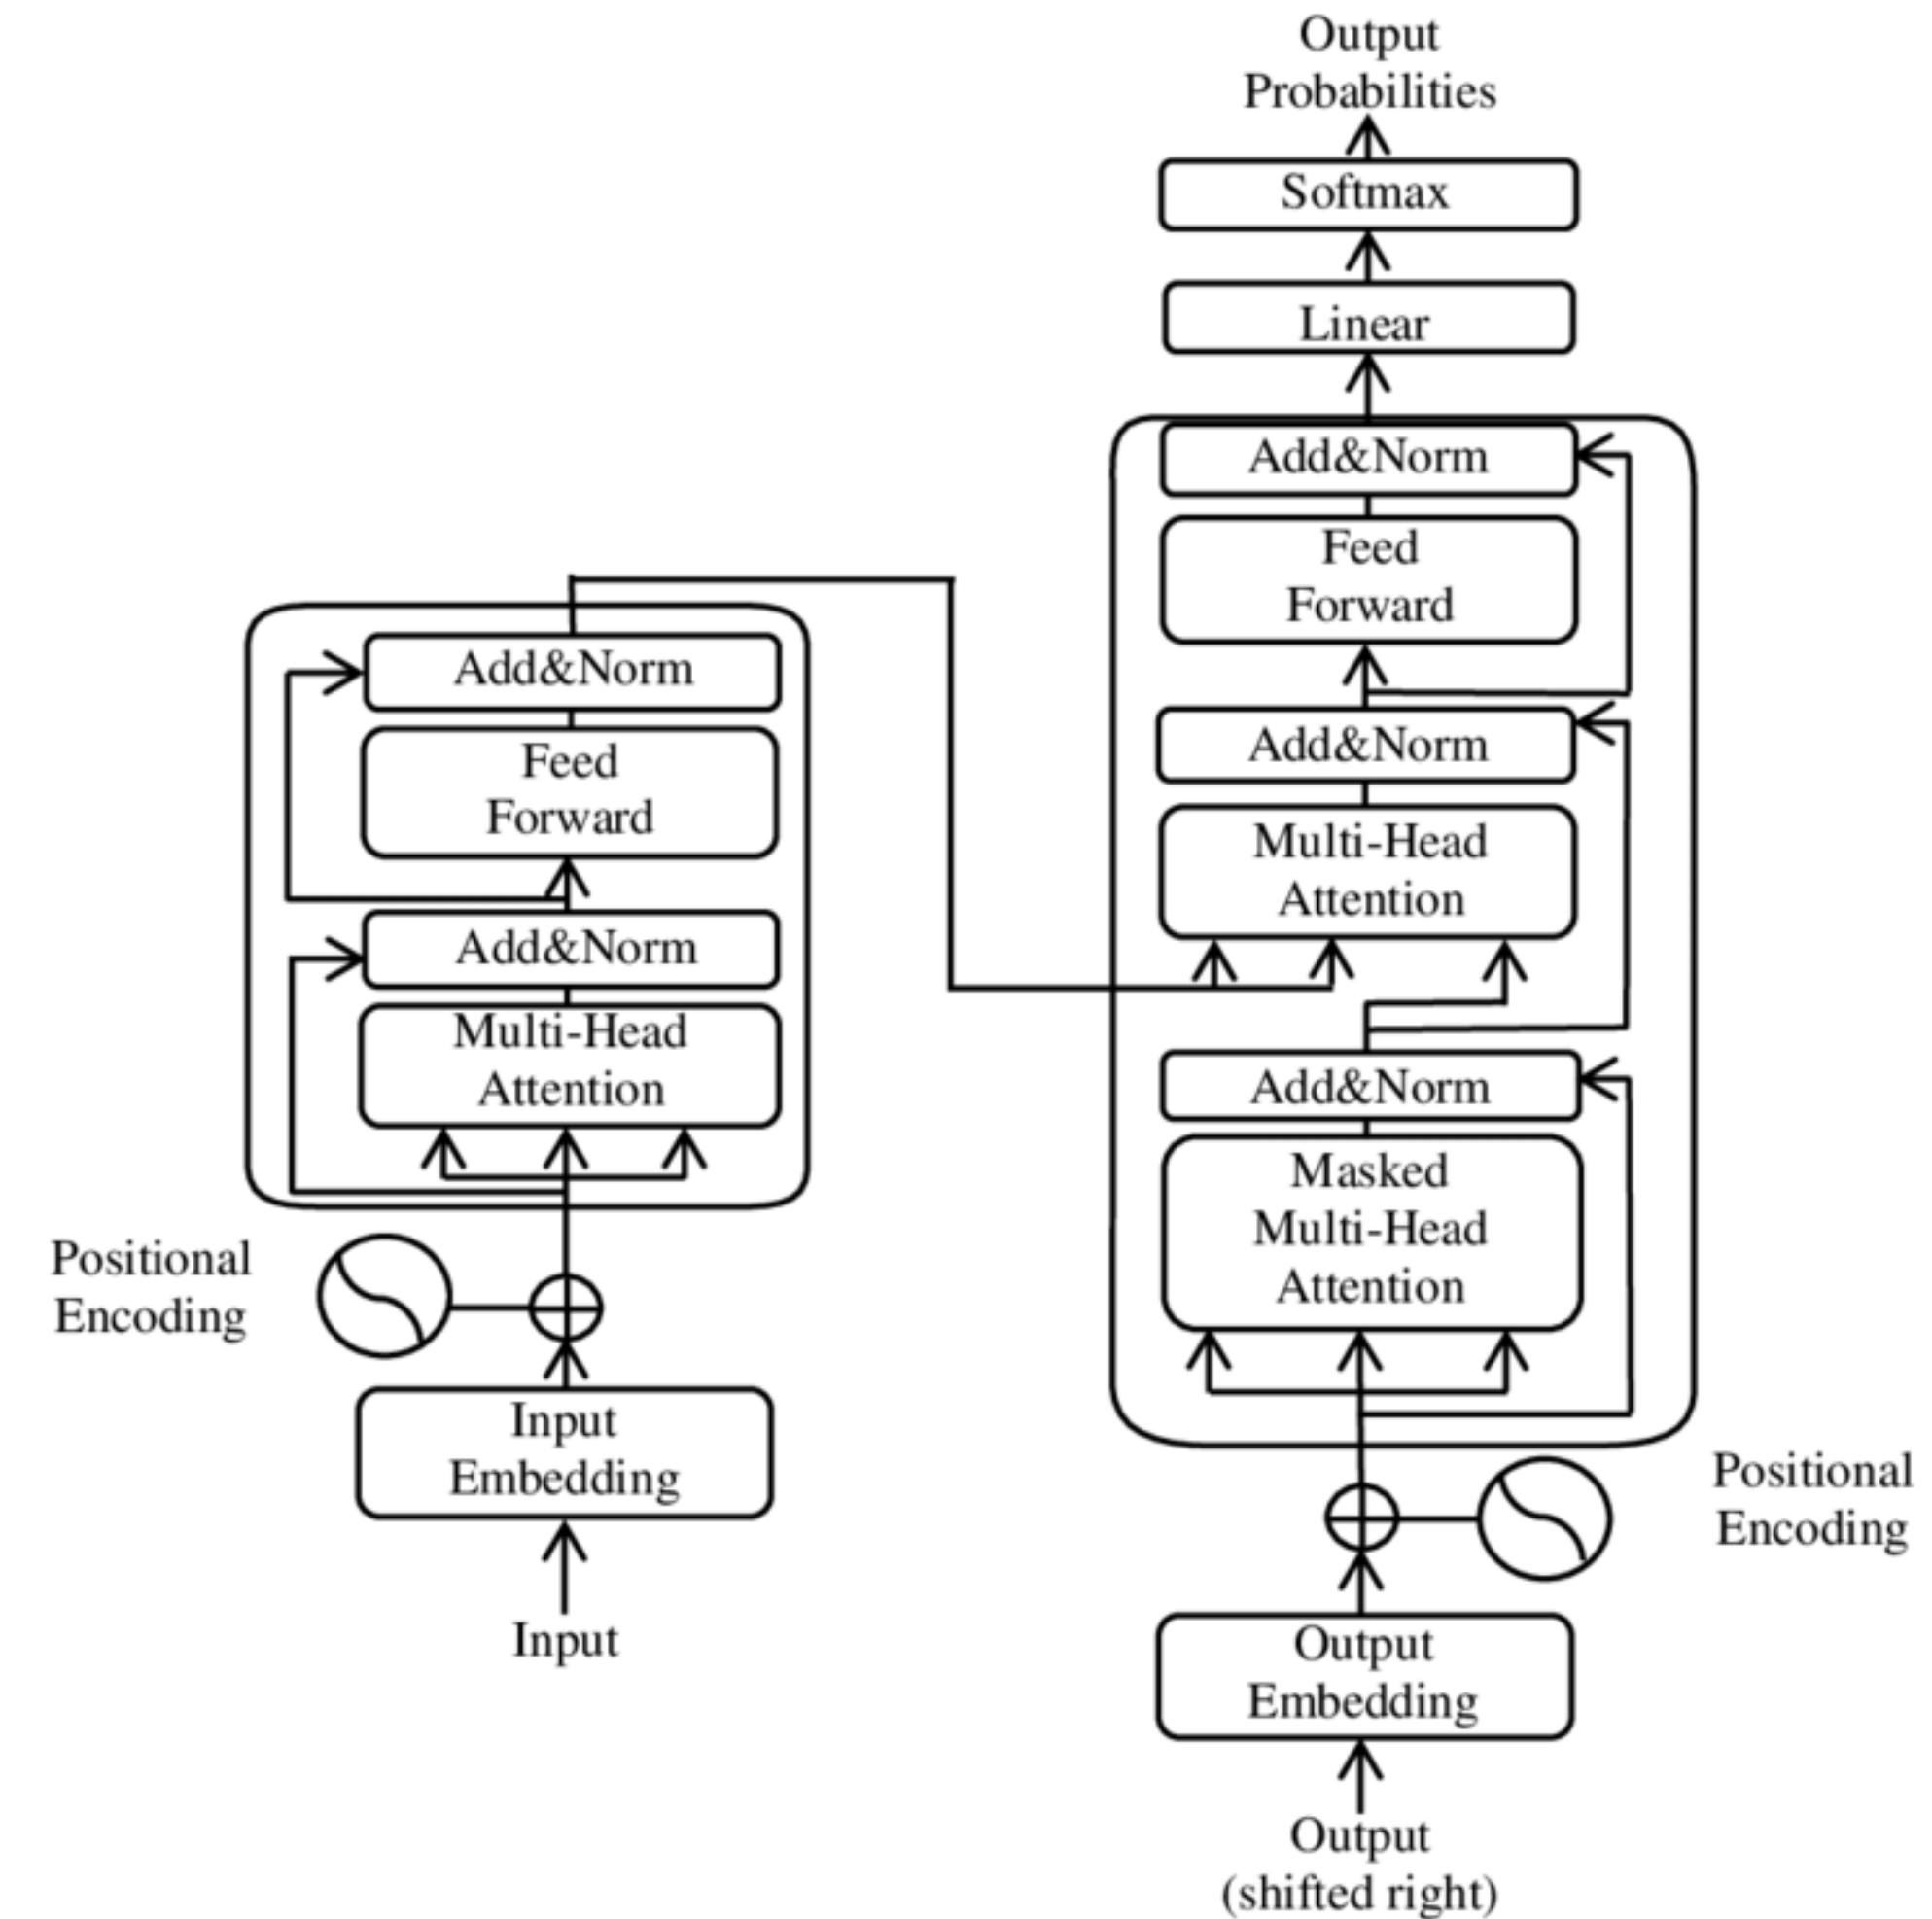 Output
Probabilities
Softmax
Linear
Add&Norm
Feed
Forward
Add&Norm
Multi-Head
Attention
Add&Norm
Masked
Multi-Head
Attention
Positional
Encoding
Output
Embedding
Output
(shifted right)
Add&Norm
Feed
Forward
Add&Norm
Multi-Head
Attention
Positional
Encoding
Input
Embedding
Input